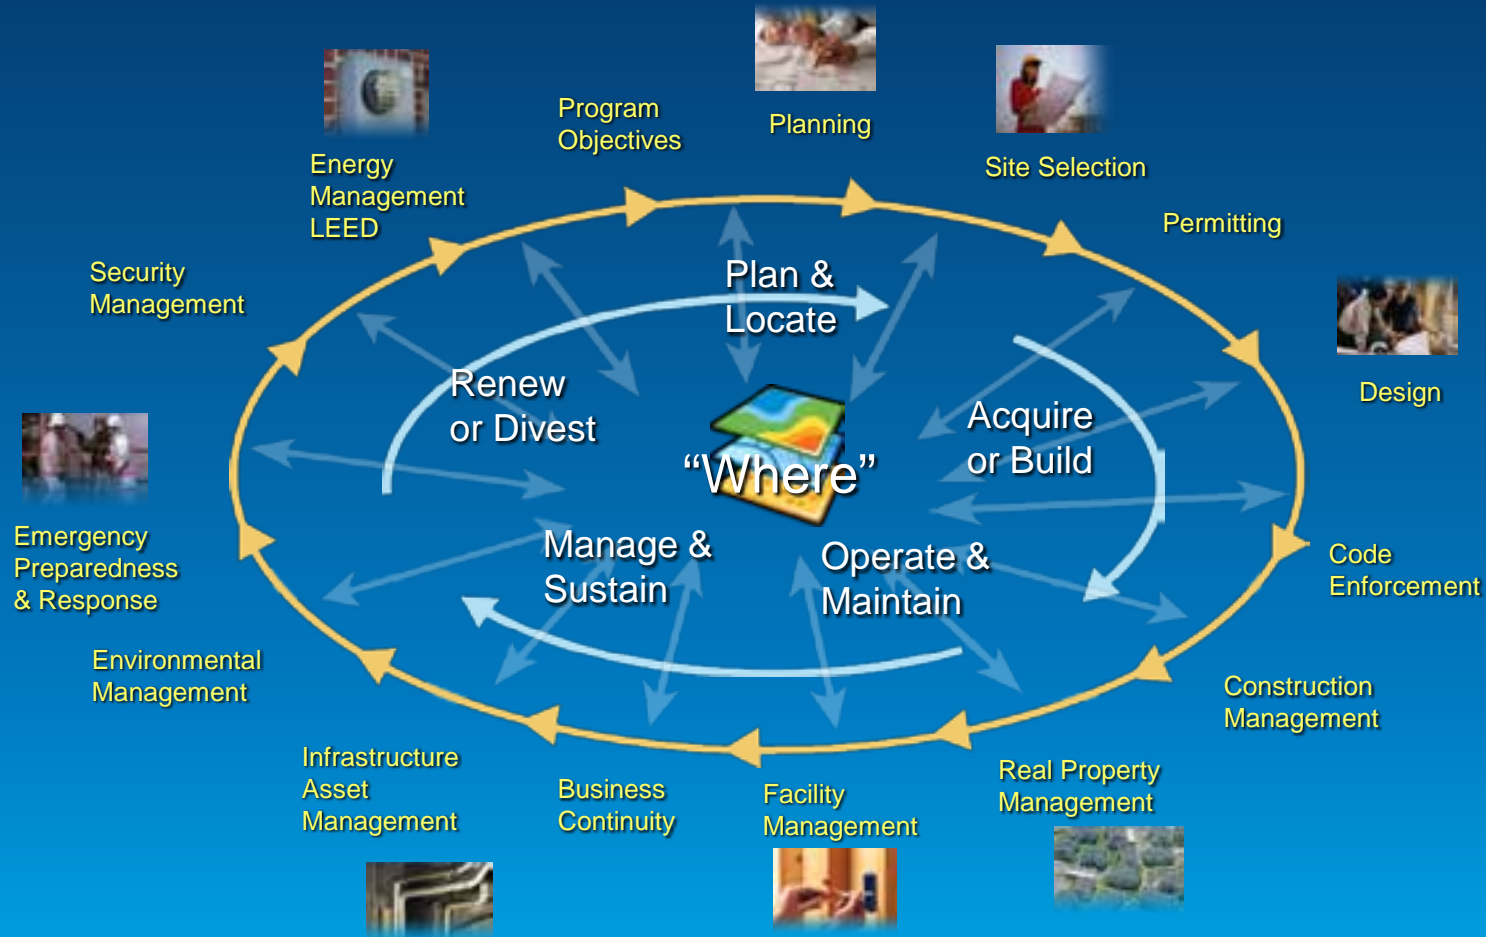 Program
Objectives
Planning
Site Selection
Permitting
Design
Code
Enforcement
Construction
Management
Real Property
Management
Facility
Management
Business
Continuity
Infrastructure
Asset
Management
Environmental
Management
Emergency
Preparedness
& Response
Security
Management
Energy
Management
LEED
Plan &
Locate
Acquire
or Build
Operate &
Maintain
Manage &
Sustain
Renew
or Divest
“Where”